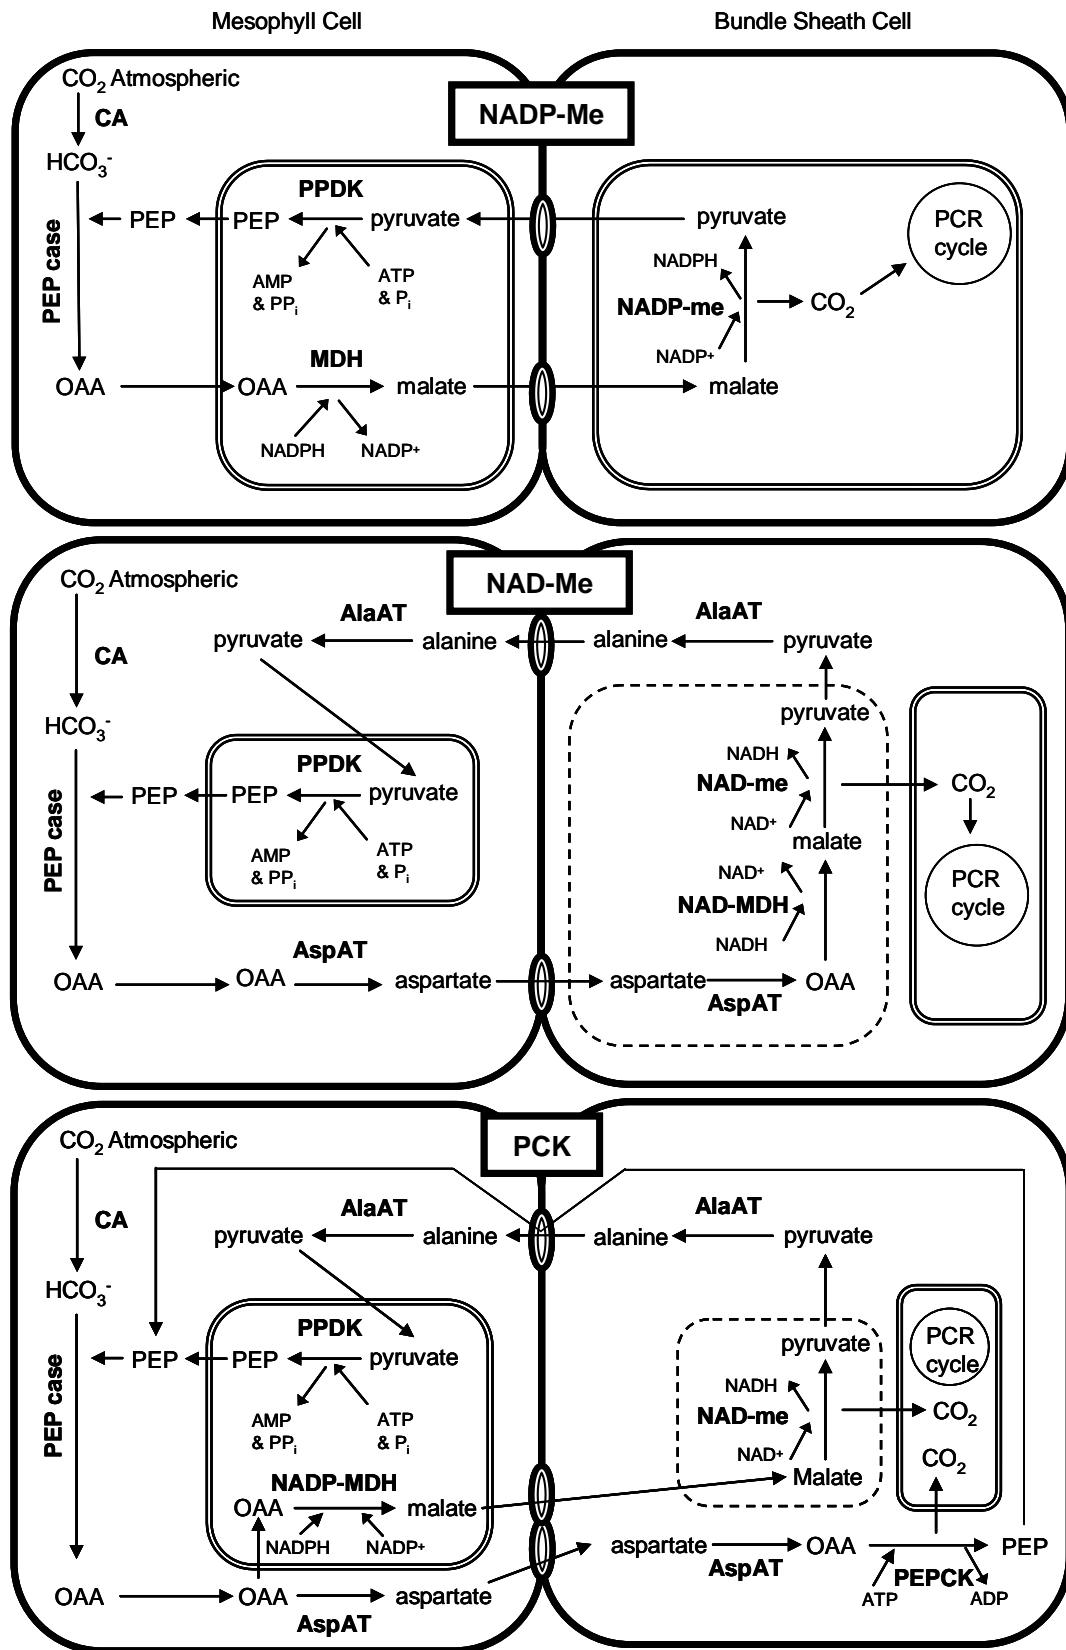 Mesophyll Cell
Bundle Sheath Cell
NADP-Me
CO2 Atmospheric
CA
HCO3-
PEP case
OAA
PEP
PEP
PPDK
pyruvate
AMP
& PPi
ATP
& Pi
MDH
OAA
malate
NADPH
NADP+
pyruvate
NADPH
NADP-me
NADP+
malate
CO2
PCR
cycle
NAD-Me
CO2 Atmospheric
CA
HCO3-
PEP case
OAA
pyruvate
AlaAT
alanine
PPDK
PEP
PEP
pyruvate
AMP
& PPi
ATP
& Pi
AspAT
OAA
aspartate
alanine
AlaAT
pyruvate
pyruvate
NADH
NAD-me
NAD+
malate
NAD+
NAD-MDH
NADH
aspartate
AspAT
OAA
CO2
PCR
cycle
PCK
CO2 Atmospheric
CA
HCO3-
PEP case
OAA
pyruvate
AlaAT
alanine
PPDK
PEP
PEP
pyruvate
AMP
& PPi
ATP
& Pi
NADP-MDH
OAA
malate
NADPH
NADP+
OAA
aspartate
AspAT
alanine
AlaAT
pyruvate
pyruvate
NADH
NAD-me
NAD+
Malate
PCR
cycle
CO2
CO2
aspartate
AspAT
OAA
PEP
PEPCK
ATP
ADP